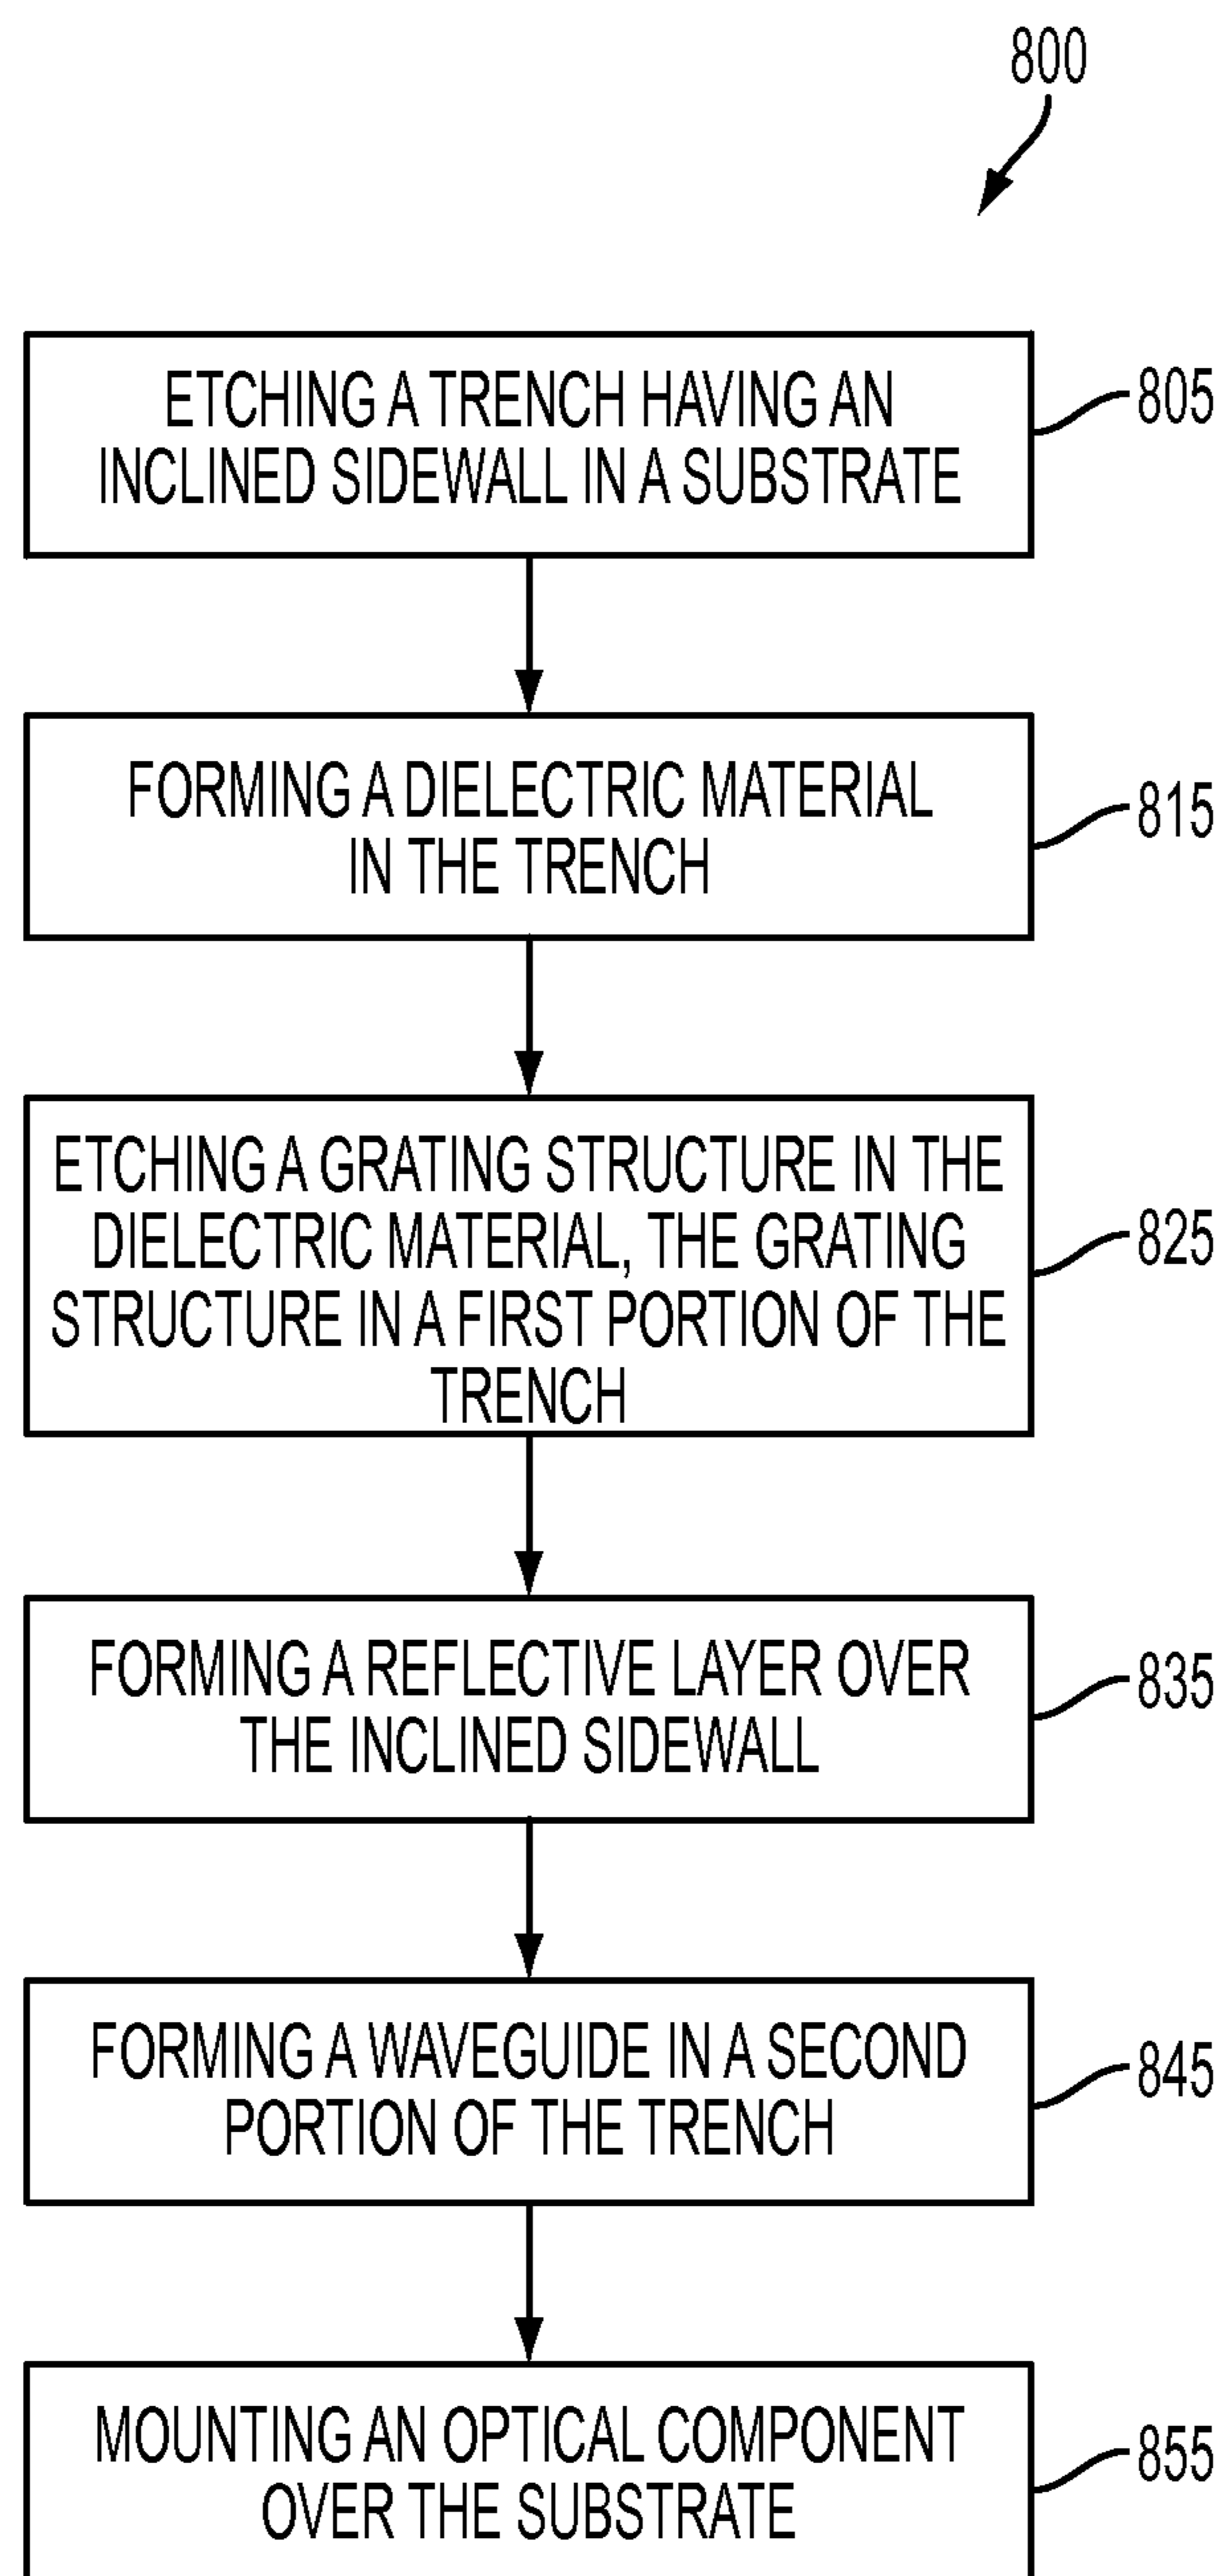 800
ETCHING A TRENCH HAVING AN
INCLINED SIDEWALL IN A SUBSTRATE
805
FORMING A DIELECTRIC MATERIAL
IN THE TRENCH
815
ETCHING A GRATING STRUCTURE IN THE
DIELECTRIC MATERIAL, THE GRATING
STRUCTURE IN A FIRST PORTION OF THE
TRENCH
825
FORMING A REFLECTIVE LAYER OVER
THE INCLINED SIDEWALL
835
FORMING A WAVEGUIDE IN A SECOND
PORTION OF THE TRENCH
845
MOUNTING AN OPTICAL COMPONENT
OVER THE SUBSTRATE
855